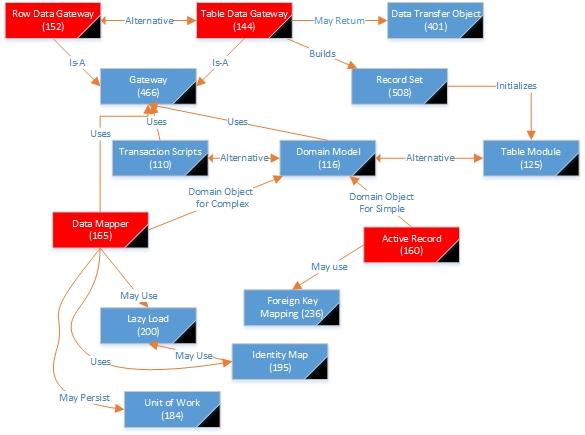 Row Data Gateway
(152)
Alternative
Table Data Gateway
(144)
May Return
Data Transfer Object
(401)
Is-A
Is-A
Builds
Gateway
(466)
Record Set
(508)
Initializes
Uses
Uses
Uses
Transaction Scripts
(110)
Alternative
Domain Model
(116)
Alternative
Table Module
(125)
Domain Object
for Complex
Domain Object
For Simple
Data Mapper
(165)
Active Record
(160)
May use
May Use
Foreign Key
Mapping (236)
Lazy Load
(200)
May Use
Uses
Identity Map
(195)
May Persist
Unit of Work
(184)